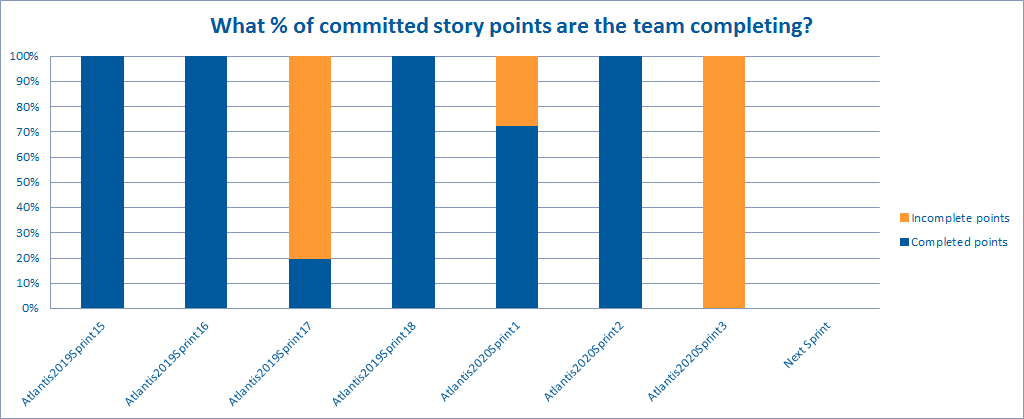 What % of committed story points are the team completing?
100%
90%
80%
70%
60%
50%
40%
30%
20%
10%
0%
Atlantis2019Sprint15
Atlantis2019Sprint16
Atlantis2019Sprint17
Atlantis2019Sprint18
Atlantis2020Sprint1
Atlantis2020Sprint2
Atlantis2020Sprint3
Next Sprint
Incomplete points
Completed points